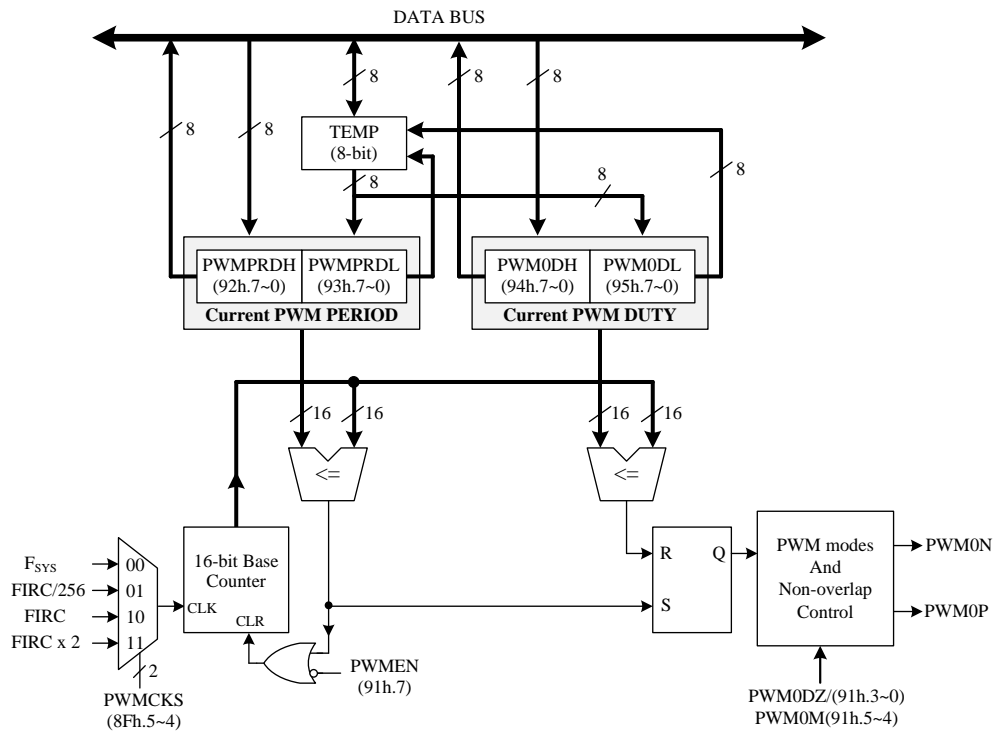 DATA BUS
8
8
8
8
8
TEMP
(8-bit)
8
8
8
PWMPRDH
(92h.7~0)
PWMPRDL
(93h.7~0)
Current PWM PERIOD
PWM0DH
(94h.7~0)
PWM0DL
(95h.7~0)
Current PWM DUTY
16
16
16
16
<=
<=
FSYS
FIRC/256
FIRC
FIRC x 2
00
01
10
11
2
PWMCKS
(8Fh.5~4)
16-bit Base
Counter
CLK
CLR
PWMEN
(91h.7)
R
S
Q
PWM modes
And
Non-overlap
Control
PWM0N
PWM0P
PWM0DZ/(91h.3~0)
PWM0M(91h.5~4)